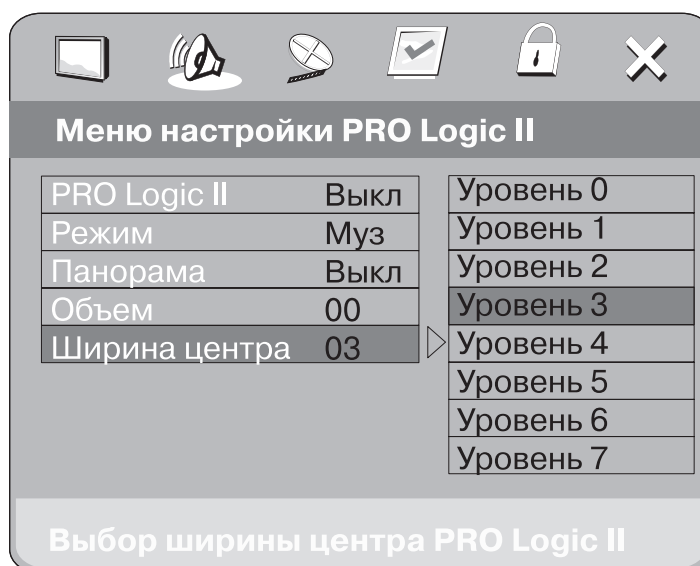 Меню настройки PRO Logic II
PRO Logic II Выкл
Режим Муз
Панорама Выкл
Объем 00
Ширина центра 03
Уровень 0
Уровень 1
Уровень 2
Уровень 3
Уровень 4
Уровень 5
Уровень 6
Уровень 7
Выбор ширины центра PRO Logic II